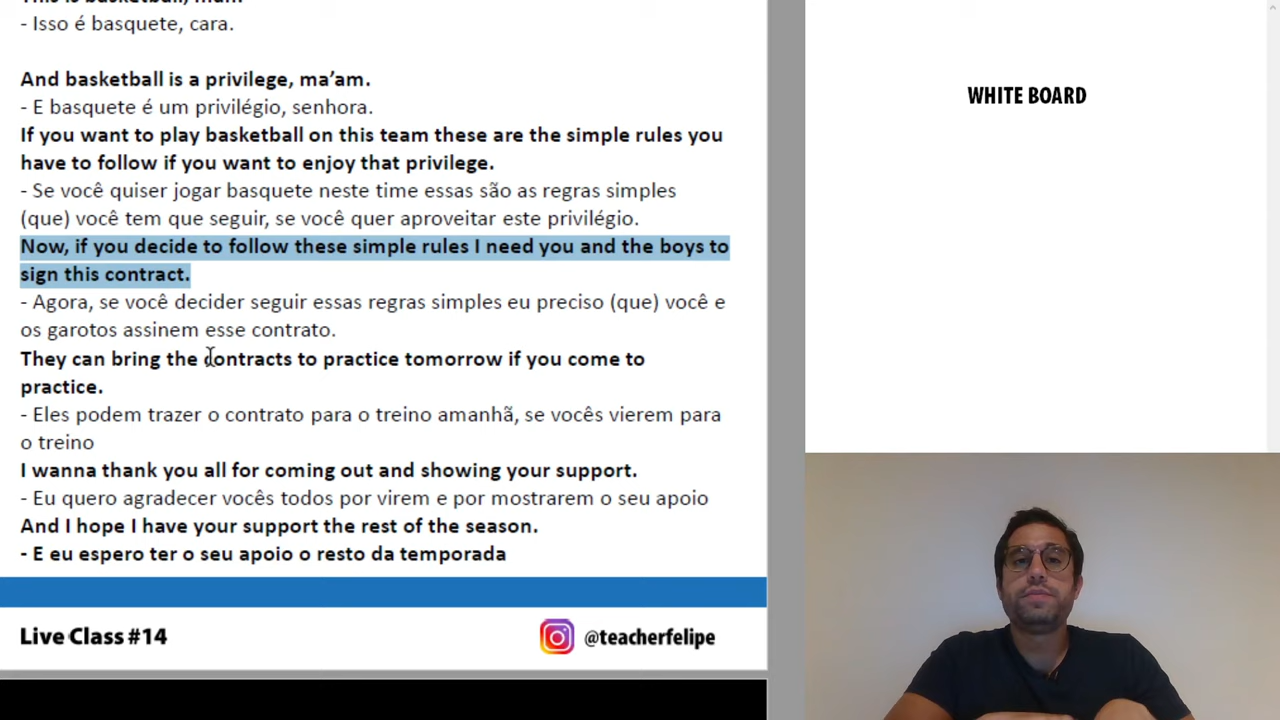 This is basketball, man.
- Isso é basquete, cara.
And basketball is a privilege, ma’am.
- E basquete é um privilégio, senhora.
If you want to play basketball on this team these are the simple rules you
have to follow if you want to enjoy that privilege.
- Se você quiser jogar basquete neste time essas são as regras simples
(que) você tem que seguir, se você quer aproveitar este privilégio.
Now, if you decide to follow these simple rules I need you and the boys to
sign this contract.
- Agora, se você decider seguir essas regras simples eu preciso (que) você e
os garotos assinem esse contrato.
They can bring the contracts to practice tomorrow if you come to
practice.
- Eles podem trazer o contrato para o treino amanhã, se vocês vierem para
o treino
I wanna thank you all for coming out and showing your support.
- Eu quero agradecer vocês todos por virem e por mostrarem o seu apoio
And I hope I have your support the rest of the season.
- E eu espero ter o seu apoio o resto da temporada
Live Class #14
@teacherfelipe
WHITE BOARD